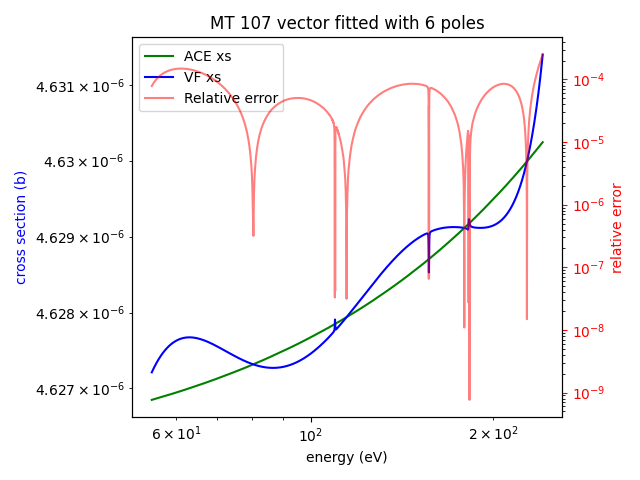 MT 107 vector fitted with 6 poles
ACE xs
VF xs
Relative error
4.631 × 10⁻⁶
4.63 × 10⁻⁶
4.629 × 10⁻⁶
4.628 × 10⁻⁶
4.627 × 10⁻⁶
cross section (b)
10⁻⁴
10⁻⁵
10⁻⁶
10⁻⁷
10⁻⁸
10⁻⁹
relative error
6 × 10¹
10²
2 × 10²
energy (eV)